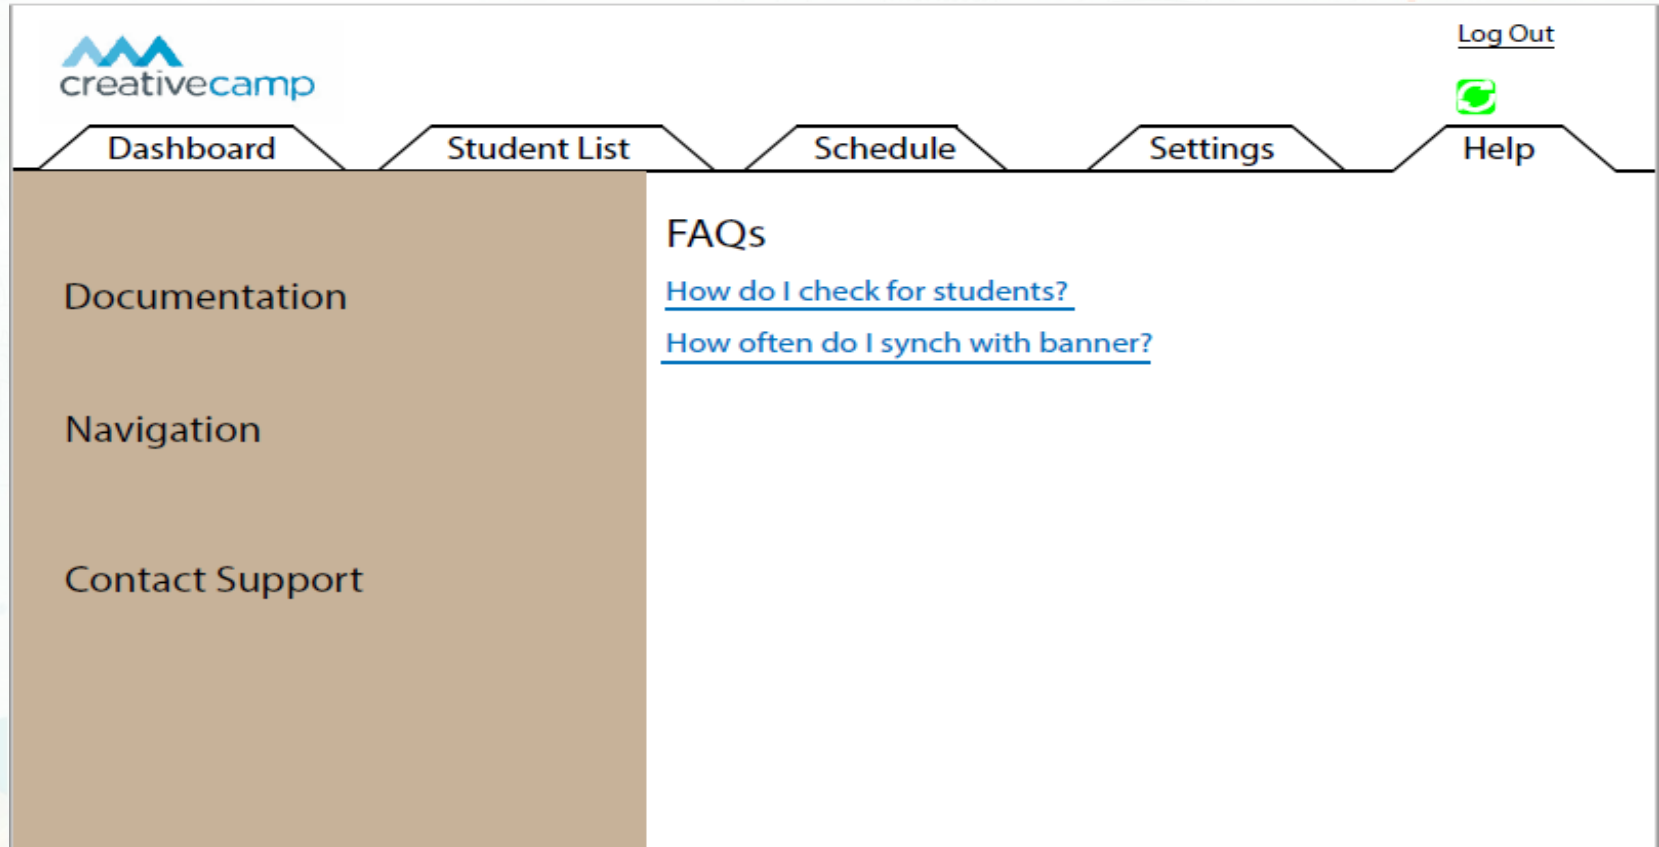 creativecamp
Log Out
Dashboard
Student List
Schedule
Settings
Help
Documentation
Navigation
Contact Support
FAQs
How do I check for students?
How often do I synch with banner?